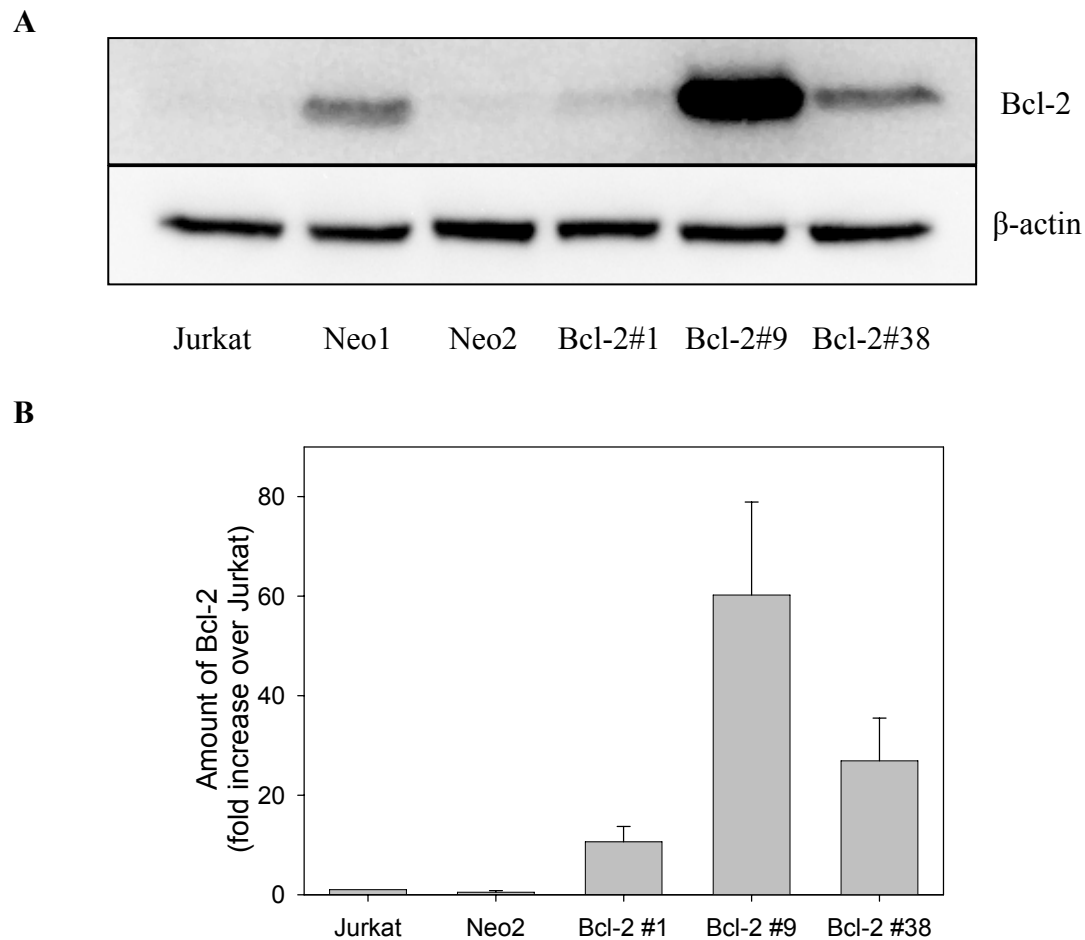 A
Bcl-2
β-actin
Jurkat Neo1 Neo2 Bcl-2#1 Bcl-2#9 Bcl-2#38
B
Amount of Bcl-2
(fold increase over Jurkat)
80
60
40
20
0
Jurkat Neo2 Bcl-2 #1 Bcl-2 #9 Bcl-2 #38